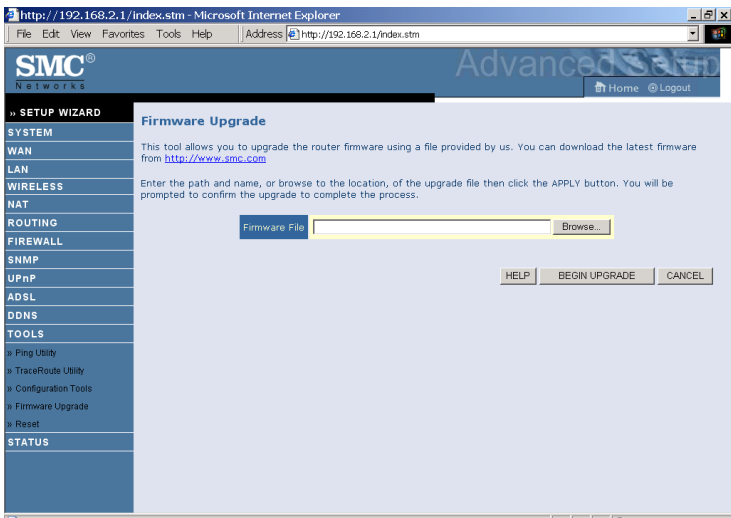 http://192.168.2.1/index.stm - Microsoft Internet Explorer
File Edit View Favorites Tools Help Address http://192.168.2.1/index.stm
SMC®
Networks
Advanced Setup
Home Logout
» SETUP WIZARD
SYSTEM
WAN
LAN
WIRELESS
NAT
ROUTING
FIREWALL
SNMP
UPnP
ADSL
DDNS
TOOLS
» Ping Utility
» TraceRoute Utility
» Configuration Tools
» Firmware Upgrade
» Reset
STATUS
Firmware Upgrade
This tool allows you to upgrade the router firmware using a file provided by us. You can download the latest firmware
from http://www.smc.com
Enter the path and name, or browse to the location, of the upgrade file then click the APPLY button. You will be
prompted to confirm the upgrade to complete the process.
Firmware File Browse...
HELP BEGIN UPGRADE CANCEL